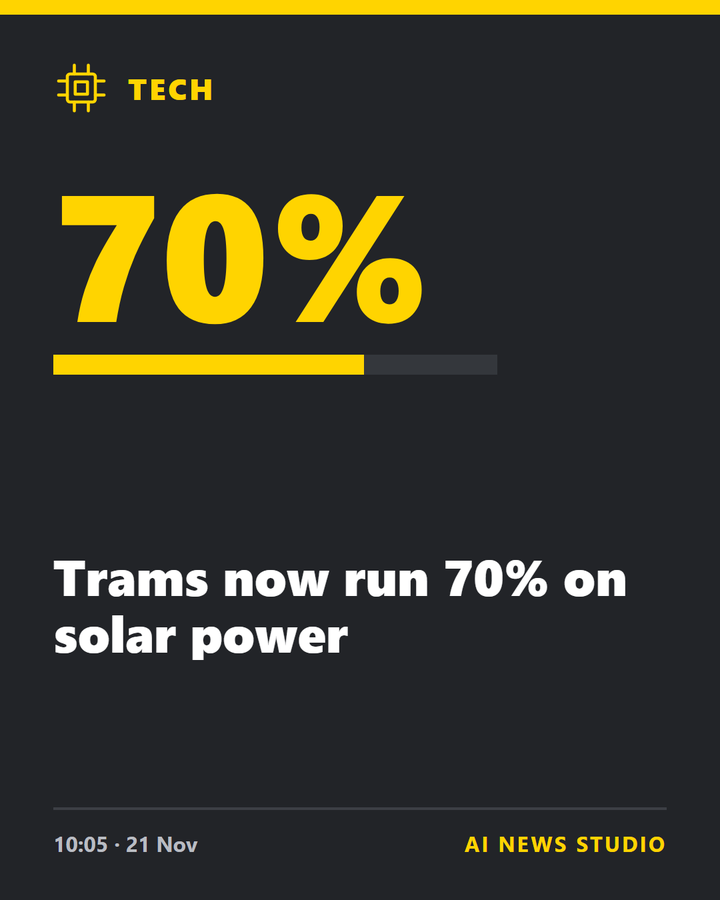 TECH
70%
Trams now run 70% on
solar power
10:05 · 21 Nov
AI NEWS STUDIO